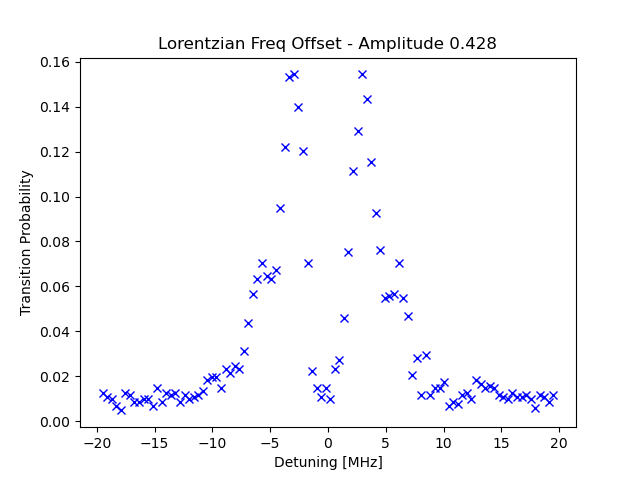 Lorentzian Freq Offset - Amplitude 0.428
0.16
0.14
0.12
0.10
0.08
0.06
0.04
0.02
0.00
Transition Probability
−20 −15 −10 −5 0 5 10 15 20
Detuning [MHz]